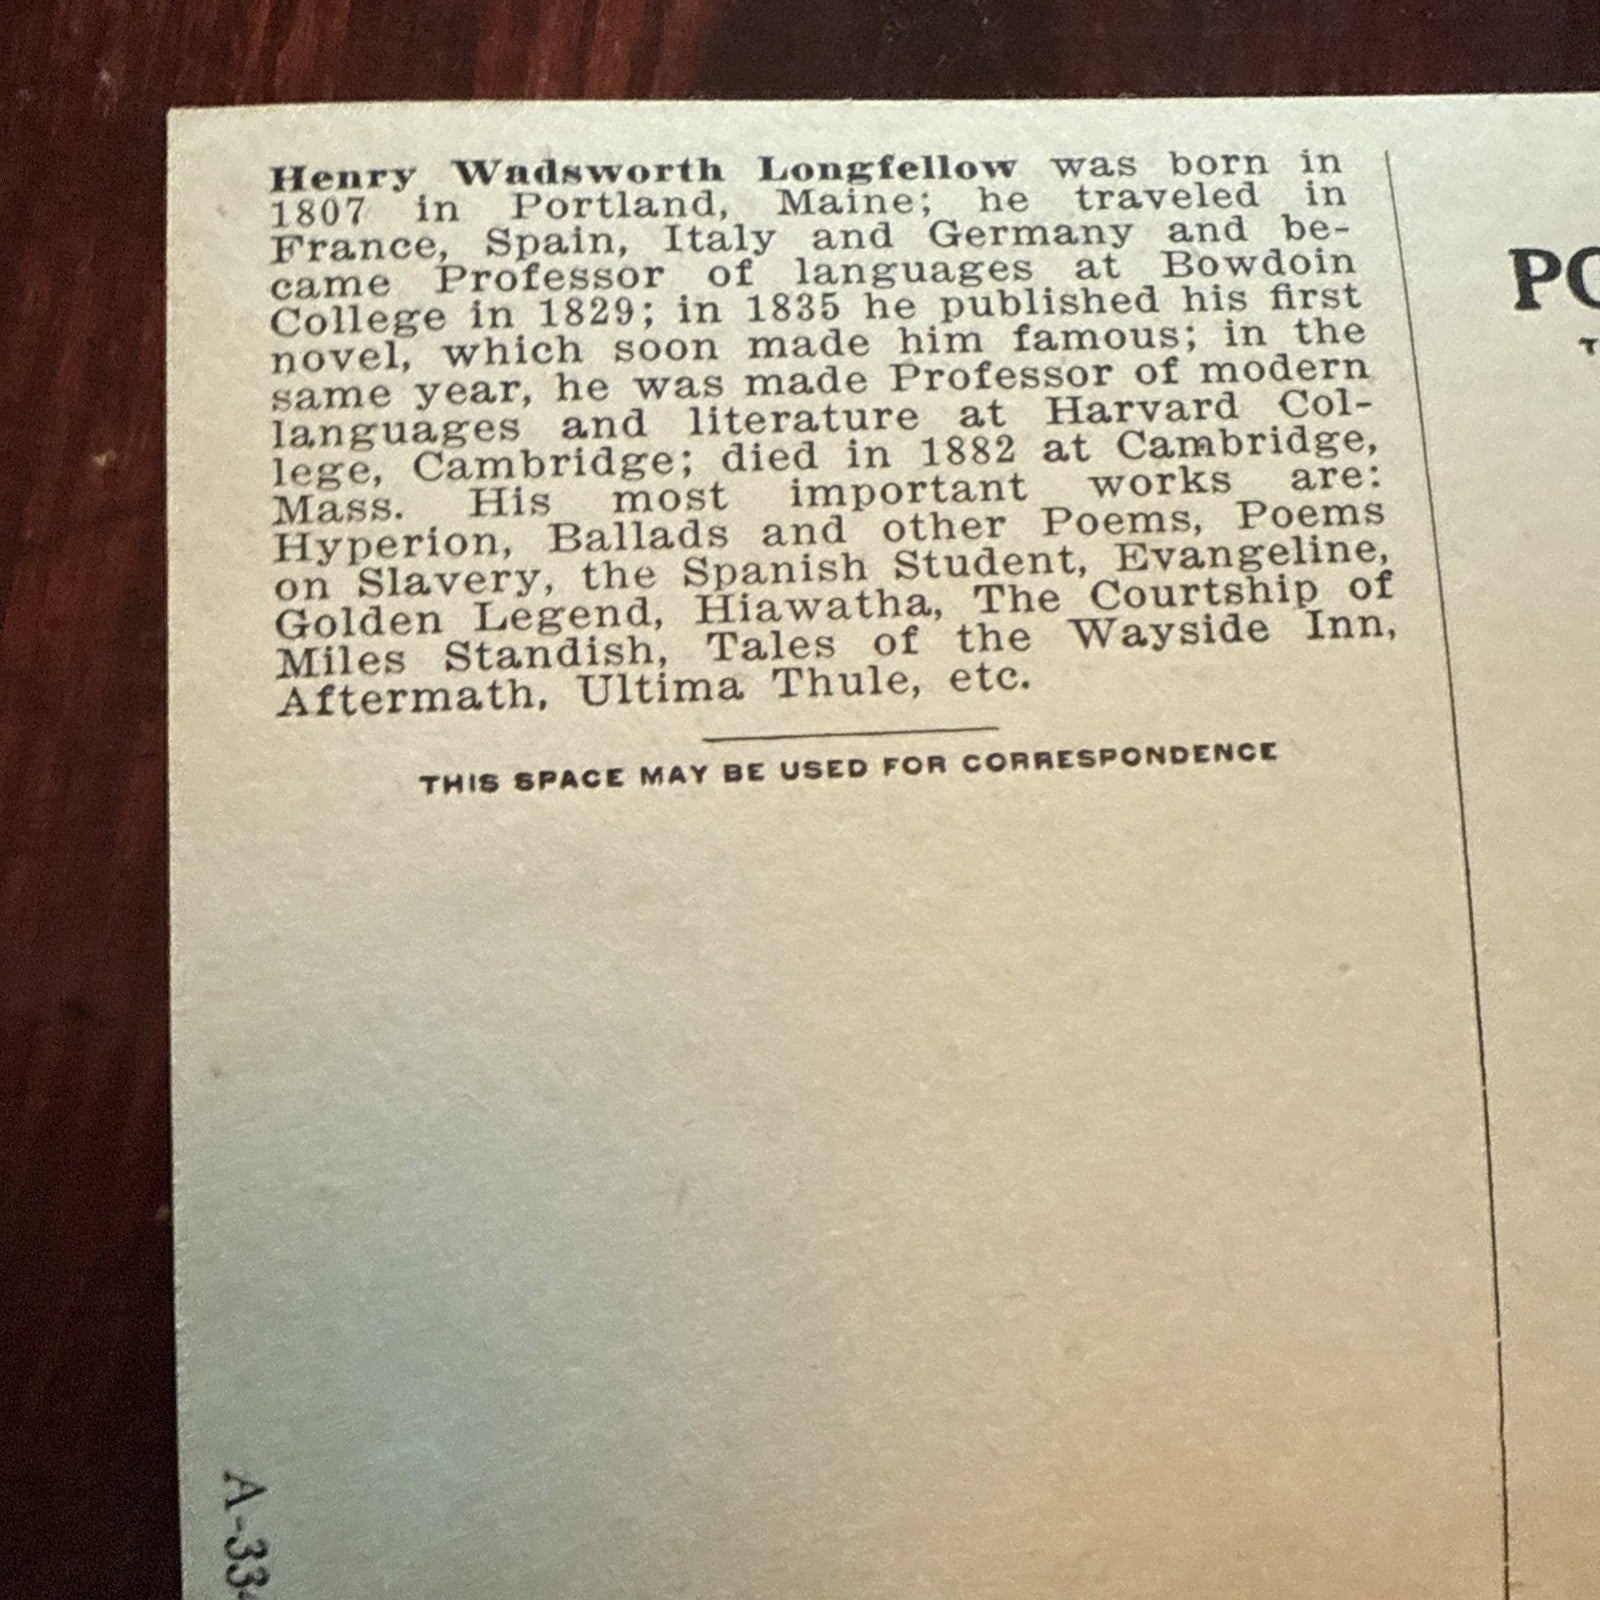 Henry Wadsworth Longfellow was born in
1807 in Portland, Maine; he traveled in
France, Spain, Italy and Germany and be-
came Professor of languages at Bowdoin
College in 1829; in 1835 he published his first
novel, which soon made him famous; in the
same year, he was made Professor of modern
languages and literature at Harvard Col-
lege, Cambridge; died in 1882 at Cambridge,
Mass. His most important works are:
Hyperion, Ballads and other Poems, Poems
on Slavery, the Spanish Student, Evangeline,
Golden Legend, Hiawatha, The Courtship of
Miles Standish, Tales of the Wayside Inn,
Aftermath, Ultima Thule, etc.
THIS SPACE MAY BE USED FOR CORRESPONDENCE
PO
T
A-33